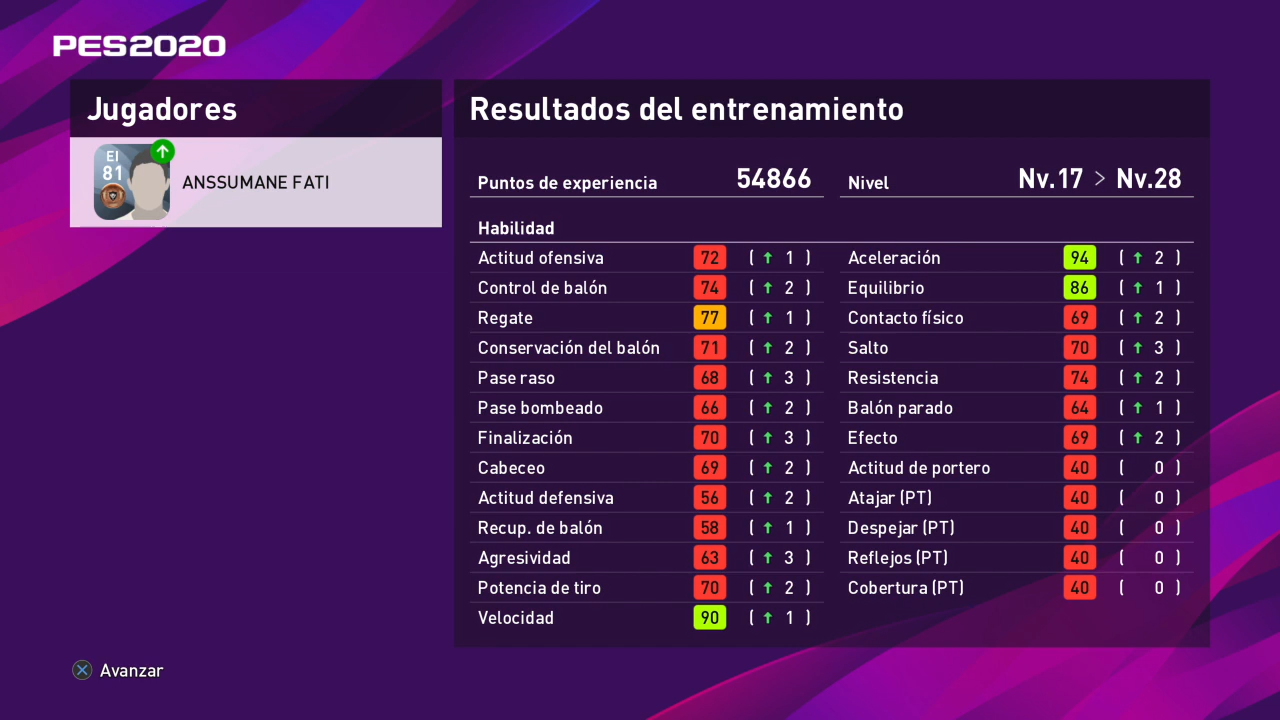 PES2020
Jugadores
EI
81
ANSSUMANE FATI
Resultados del entrenamiento
Puntos de experiencia 54866
Nivel Nv.17 > Nv.28
Habilidad
Actitud ofensiva 72 ( ↑ 1 )
Control de balón 74 ( ↑ 2 )
Regate 77 ( ↑ 1 )
Conservación del balón 71 ( ↑ 2 )
Pase raso 68 ( ↑ 3 )
Pase bombeado 66 ( ↑ 2 )
Finalización 70 ( ↑ 3 )
Cabeceo 69 ( ↑ 2 )
Actitud defensiva 56 ( ↑ 2 )
Recup. de balón 58 ( ↑ 1 )
Agresividad 63 ( ↑ 3 )
Potencia de tiro 70 ( ↑ 2 )
Velocidad 90 ( ↑ 1 )
Aceleración 94 ( ↑ 2 )
Equilibrio 86 ( ↑ 1 )
Contacto físico 69 ( ↑ 2 )
Salto 70 ( ↑ 3 )
Resistencia 74 ( ↑ 2 )
Balón parado 64 ( ↑ 1 )
Efecto 69 ( ↑ 2 )
Actitud de portero 40 ( 0 )
Atajar (PT) 40 ( 0 )
Despejar (PT) 40 ( 0 )
Reflejos (PT) 40 ( 0 )
Cobertura (PT) 40 ( 0 )
Avanzar